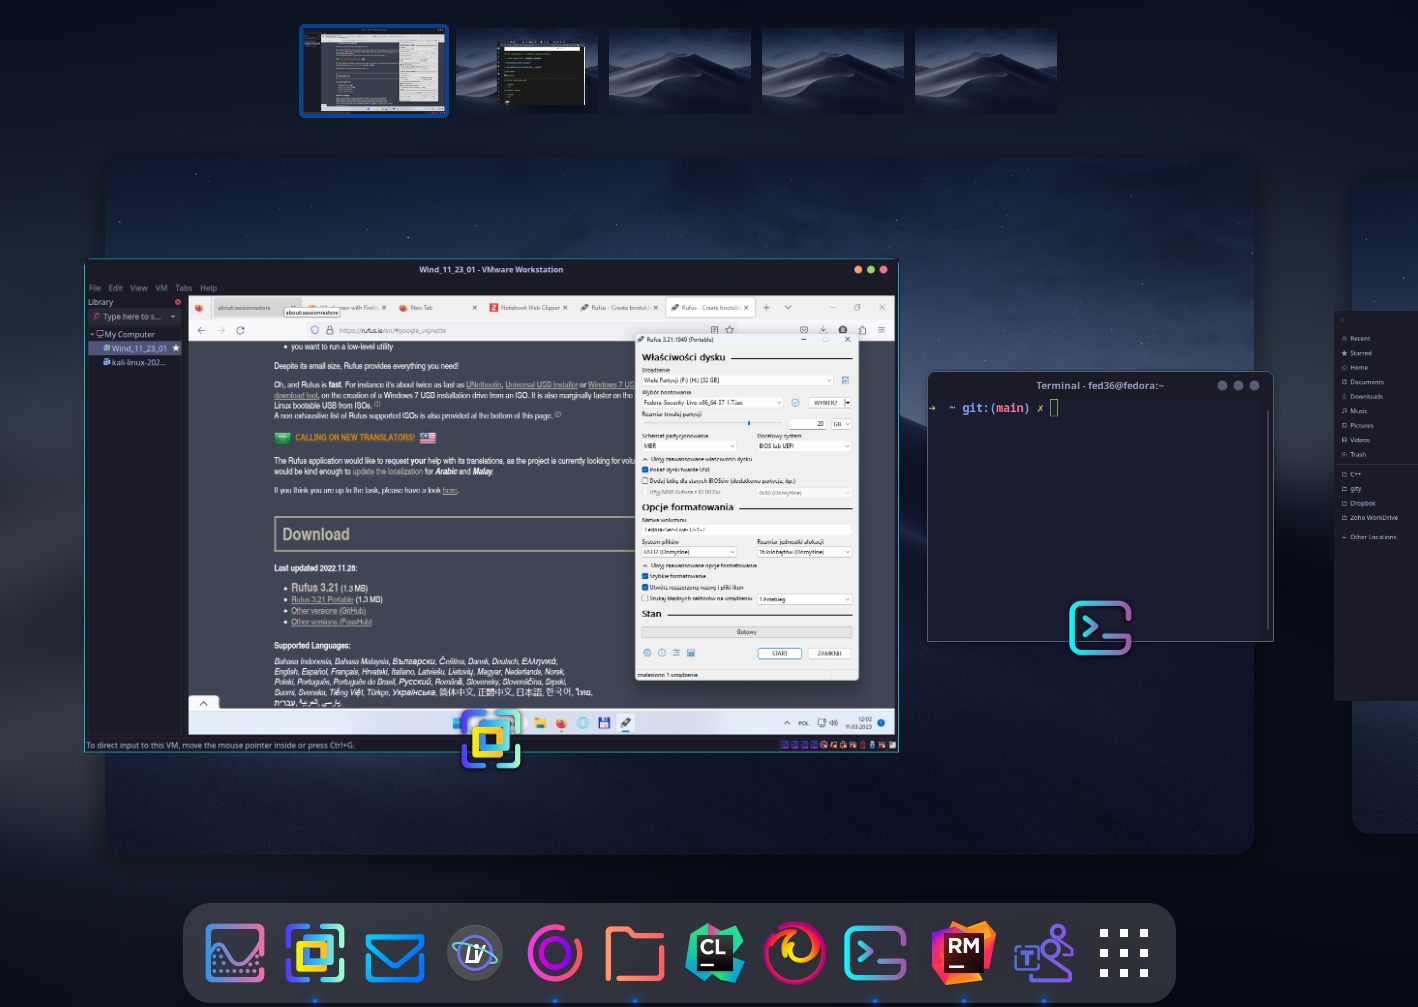 Wind_11_23_01 - VMware Workstation
File Edit View VM Tabs Help
Library
Type here to s...
My Computer
Wind_11_23_01
kali-linux-202...
about:sessionrestore
New Tab
Notebook Web Clipper
Rufus - Create bootabl
Rufus - Create bootabl
about:sessionrestore
https://rufus.ie/en/#google_vignette
you want to run a low-level utility
Despite its small size, Rufus provides everything you need!
Oh, and Rufus is fast. For instance it's about twice as fast as UNetbootin, Universal USB Installer or Windows 7 US
download tool, on the creation of a Windows 7 USB installation drive from an ISO. It is also marginally faster on the
Linux bootable USB from ISOs. (1)
A non exhaustive list of Rufus supported ISOs is also provided at the bottom of this page. (2)
CALLING ON NEW TRANSLATORS!
The Rufus application would like to request your help with its translations, as the project is currently looking for volu
would be kind enough to update the localization for Arabic and Malay.
If you think you are up to the task, please have a look here.
Download
Last updated 2022.11.28:
Rufus 3.21 (1.3 MB)
Rufus 3.21 Portable (1.3 MB)
Other versions (GitHub)
Other versions (FossHub)
Supported Languages:
Bahasa Indonesia, Bahasa Malaysia, Български, Čeština, Dansk, Deutsch, Ελληνικά,
English, Español, Français, Hrvatski, Italiano, Latviešu, Lietuvių, Magyar, Nederlands, Norsk,
Polski, Português, Português do Brasil, Русский, Română, Slovensky, Slovenščina, Srpski,
Suomi, Svenska, Tiếng Việt, Türkçe, Українська, 简体中文, 正體中文, 日本語, 한국어, ไทย,
עברית, العربية, پارسی.
Rufus 3.21.1949 (Portable)
Właściwości dysku
Urządzenie
Wiele Partycji (F:) (H:) [32 GB]
Wybór bootowania
Fedora-Security-Live-x86_64-37-1.7.iso
WYBIERZ
Rozmiar trwałej partycji
20 GB
Schemat partycjonowania
Docelowy system
MBR
BIOS lub UEFI
Ukryj zaawansowane właściwości dysku
Pokaż dyski twarde USB
Dodaj łatkę dla starych BIOSów (dodatkowa partycja, itp.)
Użyj MBR Rufusa z ID BIOSu
0x80 (Domyślne)
Opcje formatowania
Nazwa woluminu
Fedora-Sec-Live-37-1-7
System plików
Rozmiar jednostki alokacji
FAT32 (Domyślne)
16 kilobajtów (Domyślne)
Ukryj zaawansowane opcje formatowania
Szybkie formatowanie
Utwórz rozszerzoną nazwę i pliki ikon
Szukaj błędnych sektorów na urządzeniu
1 Przebieg
Stan
Gotowy
START
ZAMKNIJ
znaleziono 1 urządzenie
POL
12:02
11.03.2023
To direct input to this VM, move the mouse pointer inside or press Ctrl+G.
Terminal - fed36@fedora:~
➜ ~ git:(main) ✗
Recent
Starred
Home
Documents
Downloads
Music
Pictures
Videos
Trash
C++
gity
Dropbox
Zoho WorkDrive
+ Other Locations
LIV
CL
RM
T